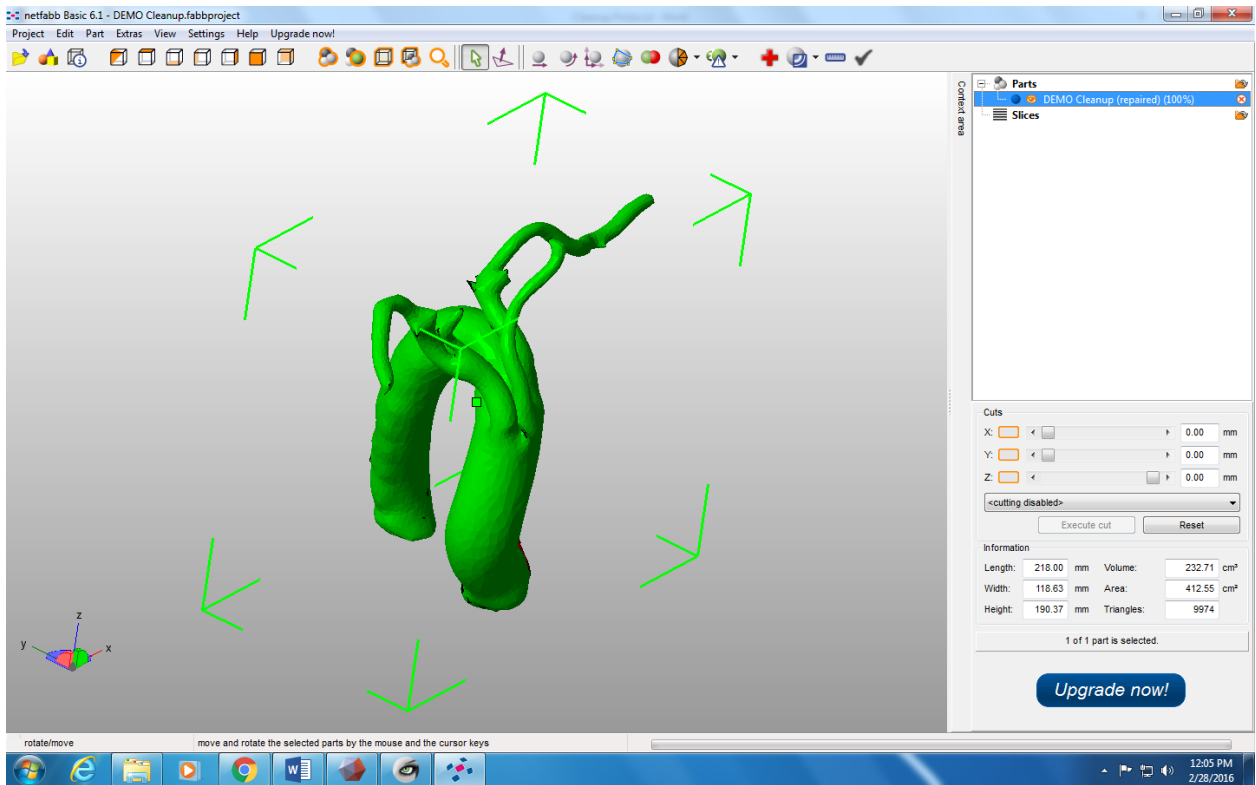 netfabb Basic 6.1 - DEMO Cleanup.fabbproject
Project Edit Part Extras View Settings Help Upgrade now!
Context area
Parts
DEMO Cleanup (repaired) (100%)
Slices
Cuts
X: 0.00 mm
Y: 0.00 mm
Z: 0.00 mm
<cutting disabled>
Execute cut Reset
Information
Length: 218.00 mm Volume: 232.71 cm³
Width: 118.63 mm Area: 412.55 cm²
Height: 190.37 mm Triangles: 9974
1 of 1 part is selected.
Upgrade now!
z
y x
rotate/move move and rotate the selected parts by the mouse and the cursor keys
12:05 PM
2/28/2016